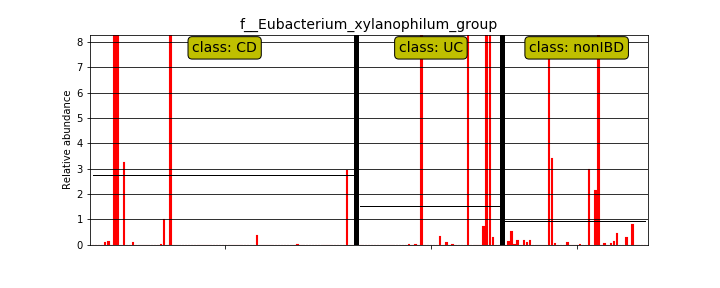 f__Eubacterium_xylanophilum_group
class: CD
class: UC
class: nonIBD
Relative abundance
8
7
6
5
4
3
2
1
0